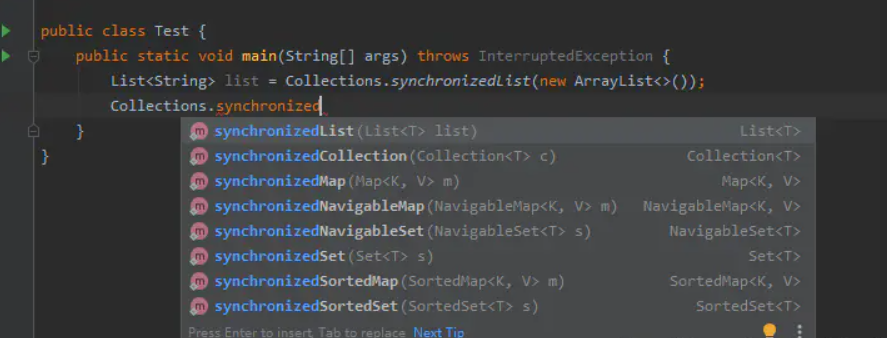 public class Test {
public static void main(String[] args) throws InterruptedException {
List<String> list = Collections.synchronizedList(new ArrayList<>());
Collections.synchronized
synchronizedList(List<T> list) List<T>
synchronizedCollection(Collection<T> c) Collection<T>
synchronizedMap(Map<K, V> m) Map<K, V>
synchronizedNavigableMap(NavigableMap<K, V> m) NavigableMap<K, V>
synchronizedNavigableSet(NavigableSet<T> s) NavigableSet<T>
synchronizedSet(Set<T> s) Set<T>
synchronizedSortedMap(SortedMap<K, V> m) SortedMap<K, V>
synchronizedSortedSet(SortedSet<T> s) SortedSet<T>
Press Enter to insert, Tab to replace Next Tip
}
}